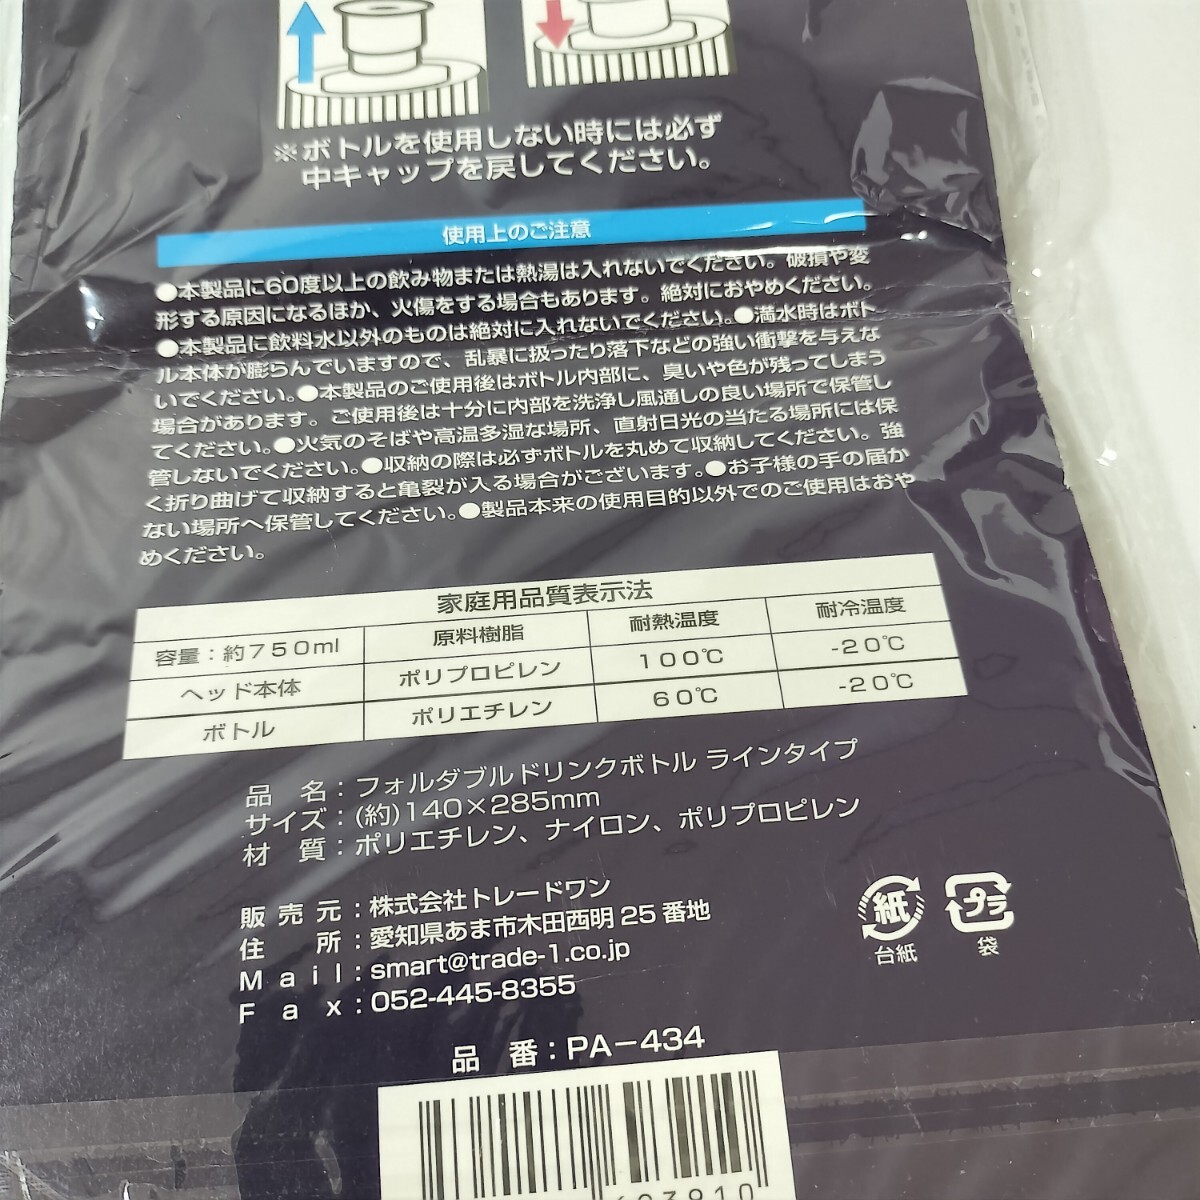 ※ボトルを使用しない時には必ず
中キャップを戻してください。
使用上のご注意
●本製品に60度以上の飲み物または熱湯は入れないでください。破損や変
形する原因になるほか、火傷をする場合もあります。絶対におやめください。
●本製品に飲料水以外のものは絶対に入れないでください。●満水時はボト
ル本体が膨らんでいますので、乱暴に扱ったり落下などの強い衝撃を与えな
いでください。●本製品のご使用後はボトル内部に、臭いや色が残ってしまう
場合があります。ご使用後は十分に内部を洗浄し風通しの良い場所で保管し
てください。●火気のそばや高温多湿な場所、直射日光の当たる場所には保
管しないでください。●収納の際は必ずボトルを丸めて収納してください。強
く折り曲げて収納すると亀裂が入る場合がございます。●お子様の手の届か
ない場所へ保管してください。●製品本来の使用目的以外でのご使用はおや
めください。
家庭用品質表示法
容量：約750ml 原料樹脂 耐熱温度 耐冷温度
ヘッド本体 ポリプロピレン 100℃ -20℃
ボトル ポリエチレン 60℃ -20℃
品　名：フォルダブルドリンクボトル ラインタイプ
サイズ：(約)140×285mm
材　質：ポリエチレン、ナイロン、ポリプロピレン
販売元：株式会社トレードワン
住　所：愛知県あま市木田西明25番地
Mail：smart@trade-1.co.jp
Fax：052-445-8355
紙
台紙
プラ
袋
品　番：PA-434